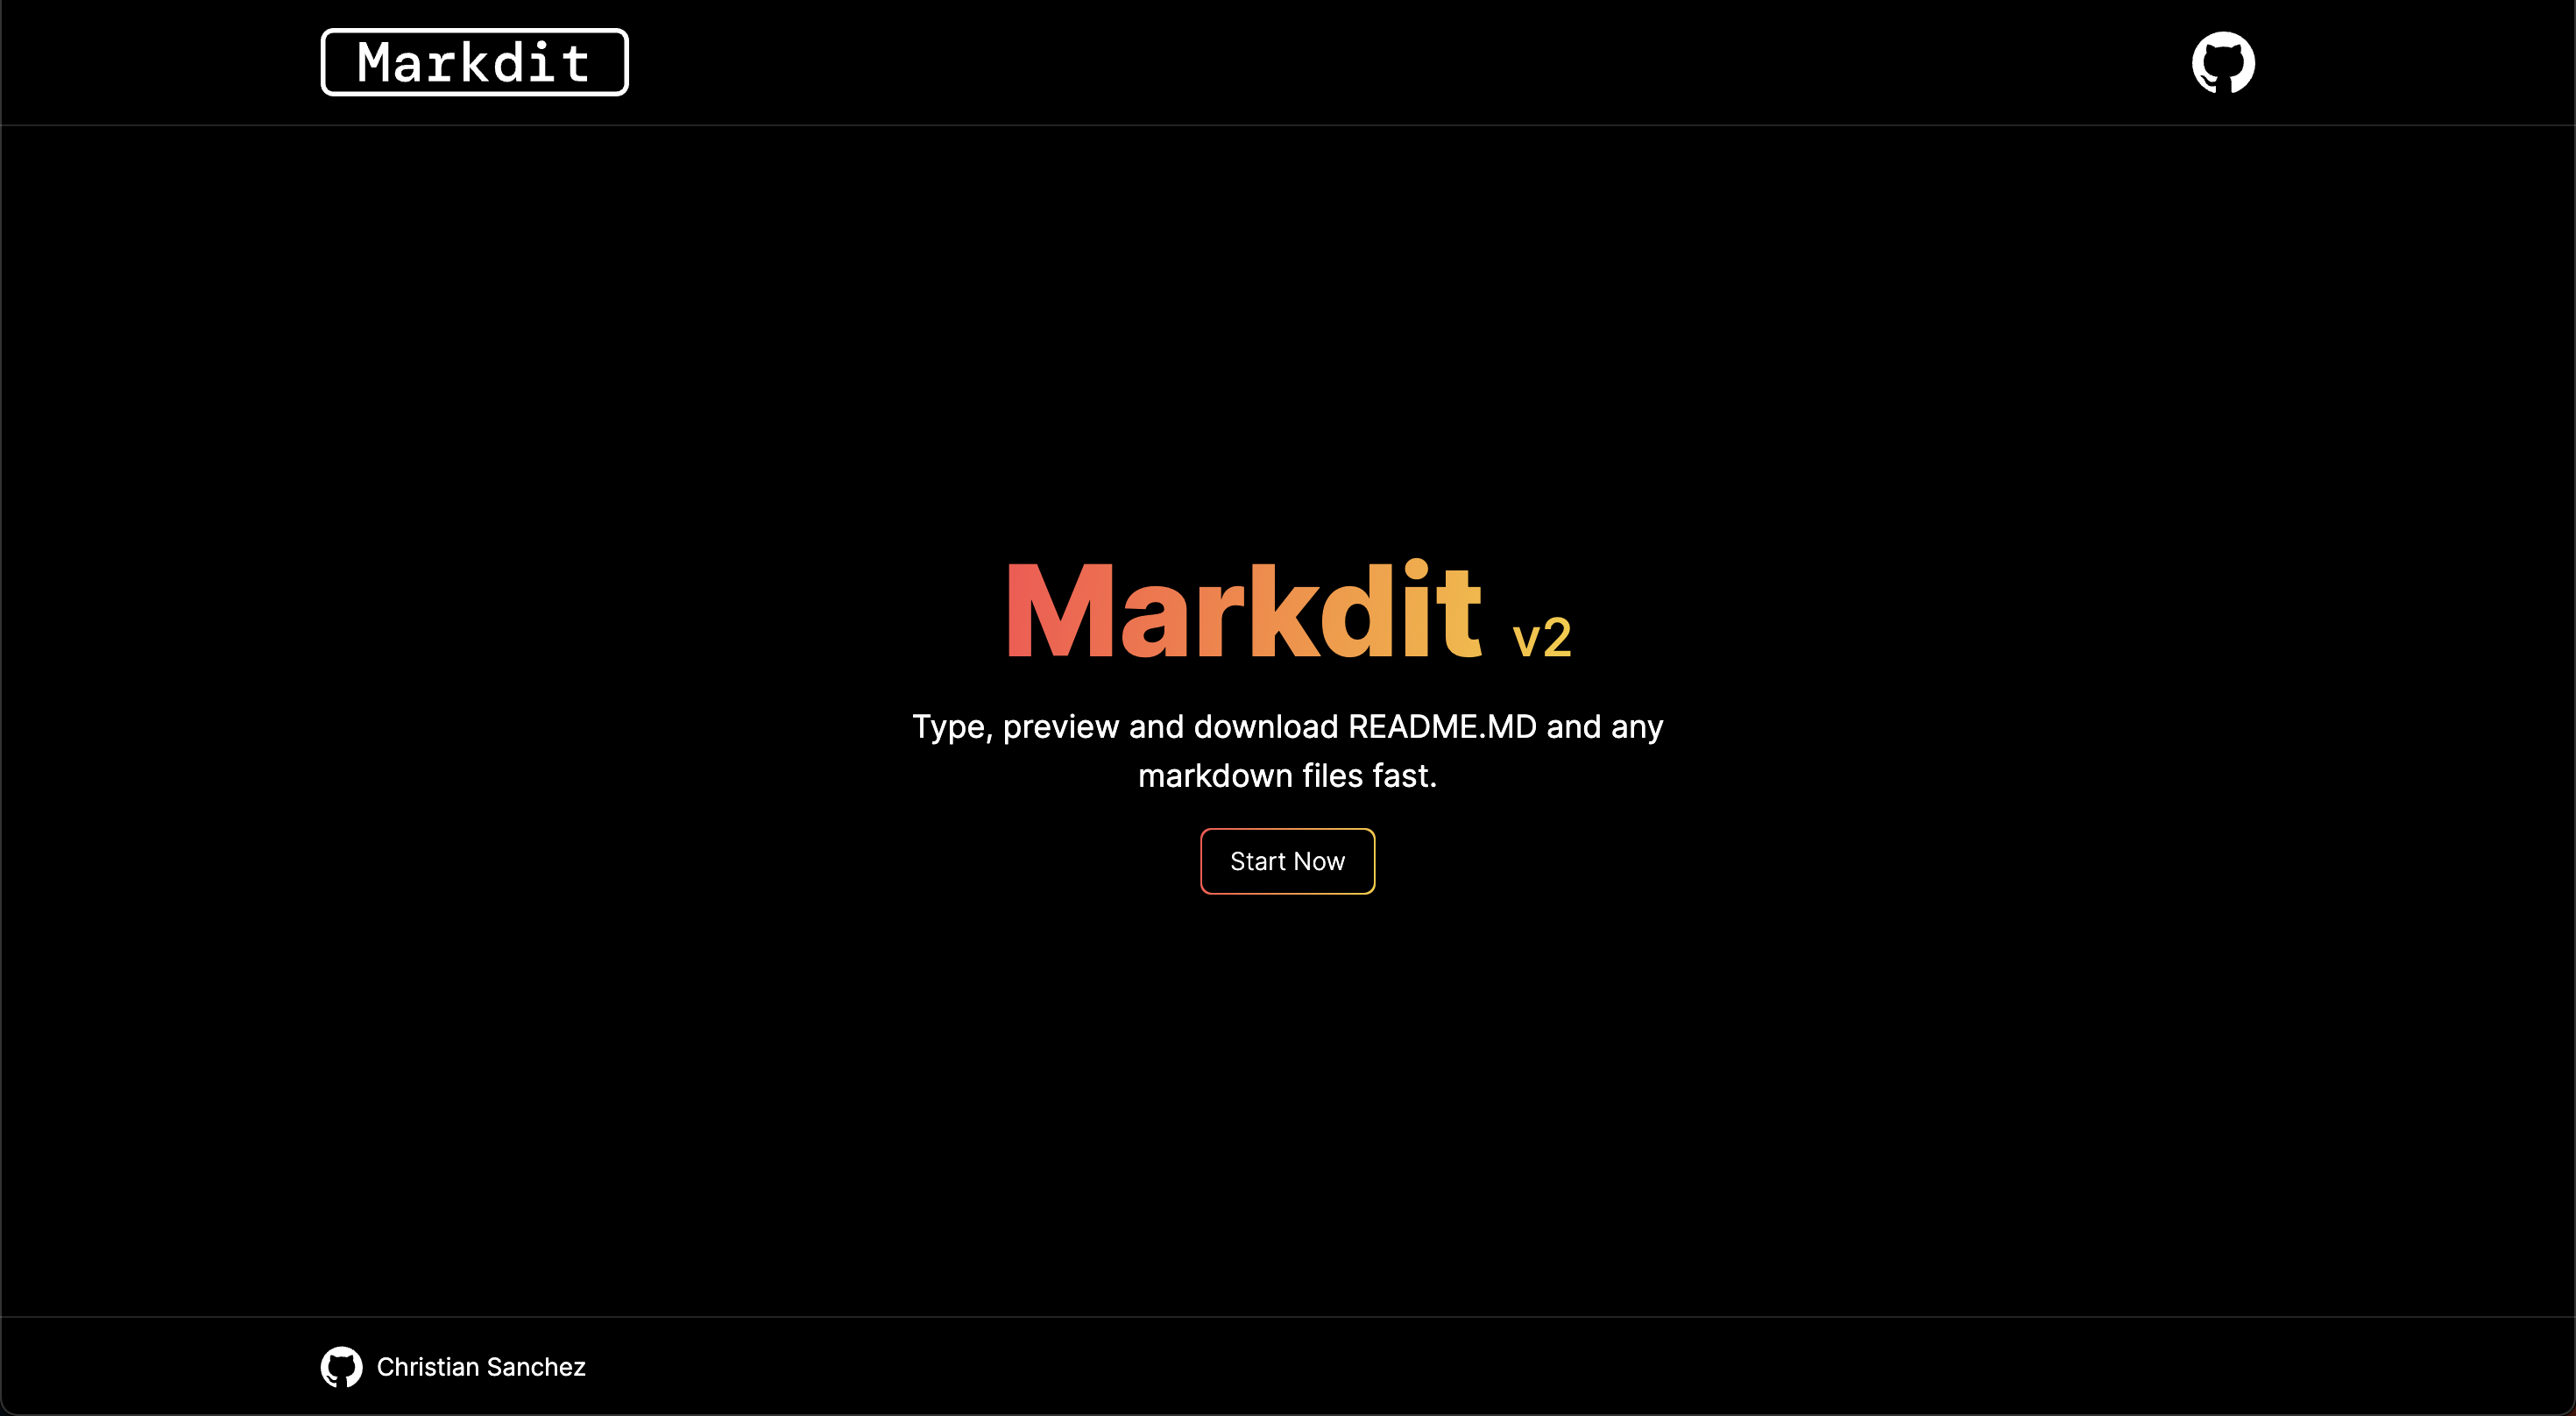 Markdit
Markdit v2
Type, preview and download README.MD and any
markdown files fast.
Start Now
Christian Sanchez